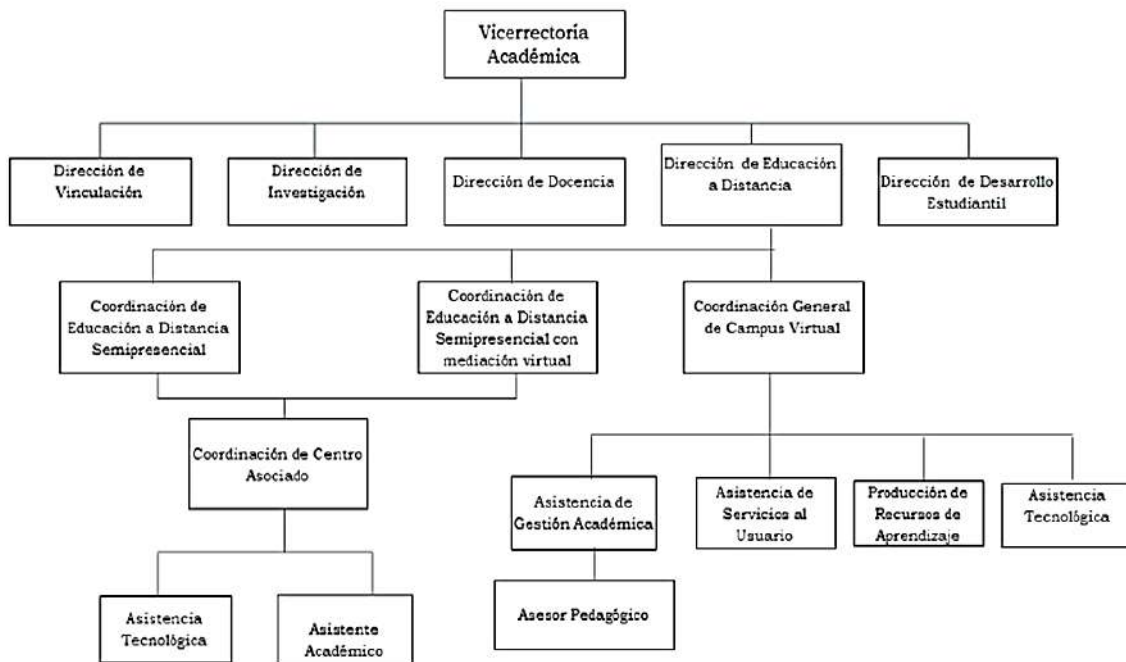 Vicerrectoría
Académica
Dirección de
Vinculación
Dirección de
Investigación
Dirección de Docencia
Dirección de Educación
a Distancia
Dirección de Desarrollo
Estudiantil
Coordinación de
Educación a Distancia
Semipresencial
Coordinación de
Educación a Distancia
Semipresencial con
mediación virtual
Coordinación General
de Campus Virtual
Coordinación de Centro
Asociado
Asistencia de
Gestión Académica
Asistencia de
Servicios al
Usuario
Producción de
Recursos de
Aprendizaje
Asistencia
Tecnológica
Asistencia
Tecnológica
Asistente
Académico
Asesor Pedagógico